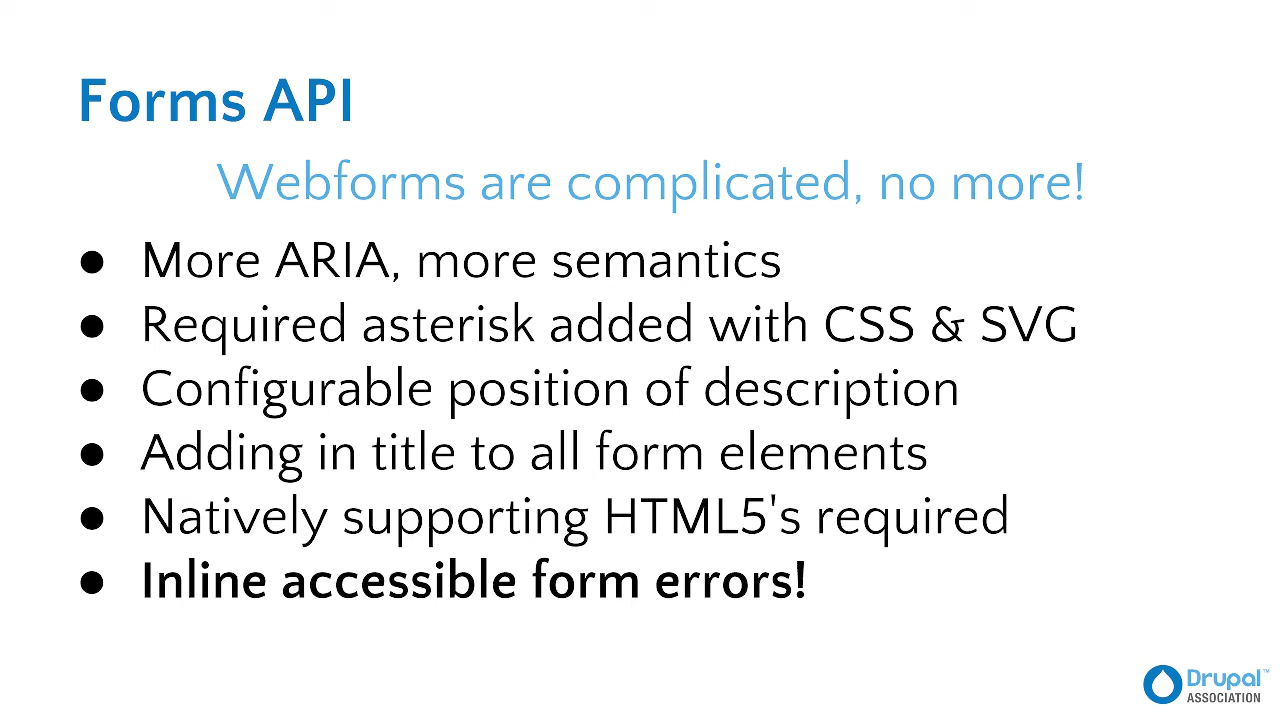 Forms API
Webforms are complicated, no more!
● More ARIA, more semantics
● Required asterisk added with CSS & SVG
● Configurable position of description
● Adding in title to all form elements
● Natively supporting HTML5's required
● Inline accessible form errors!
Drupal™
ASSOCIATION